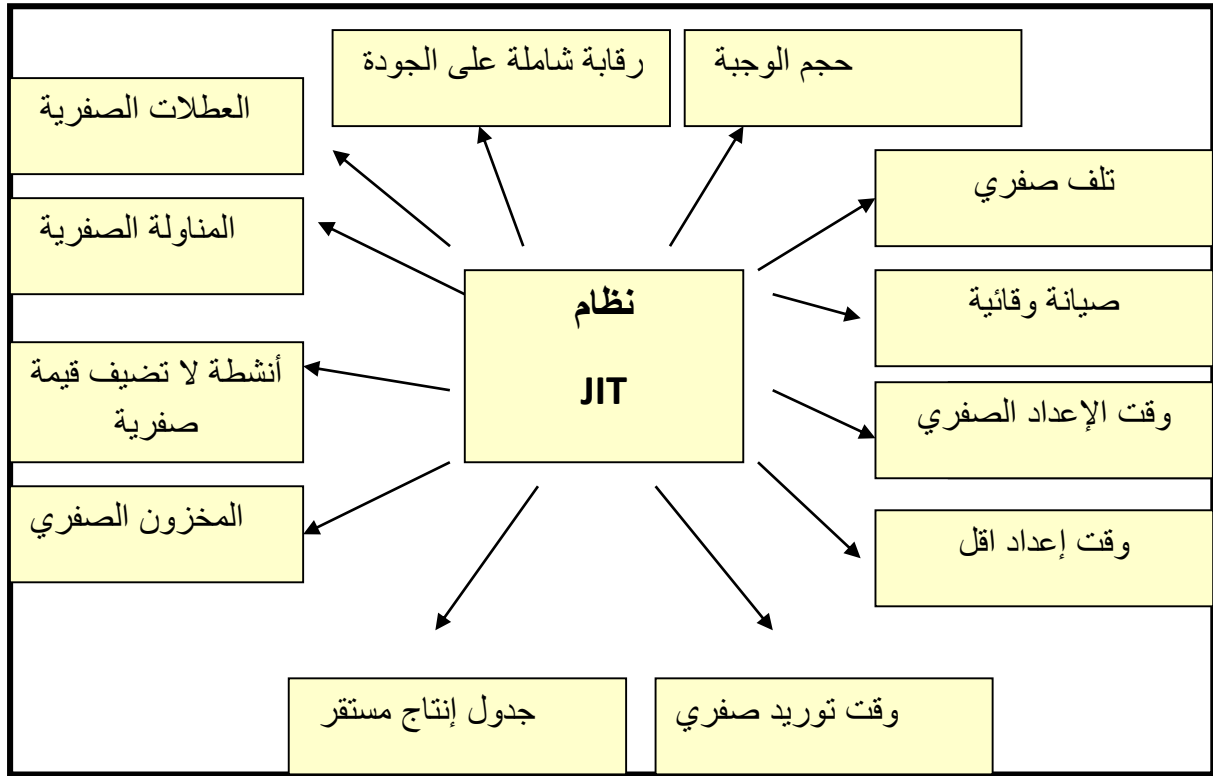 حجم الوجبة
رقابة شاملة على الجودة
العطلات الصفرية
تلف صفري
المناولة الصفرية
صيانة وقائية
نظام
JIT
أنشطة لا تضيف قيمة
صفرية
وقت الإعداد الصفري
المخزون الصفري
وقت إعداد اقل
وقت توريد صفري
جدول إنتاج مستقر